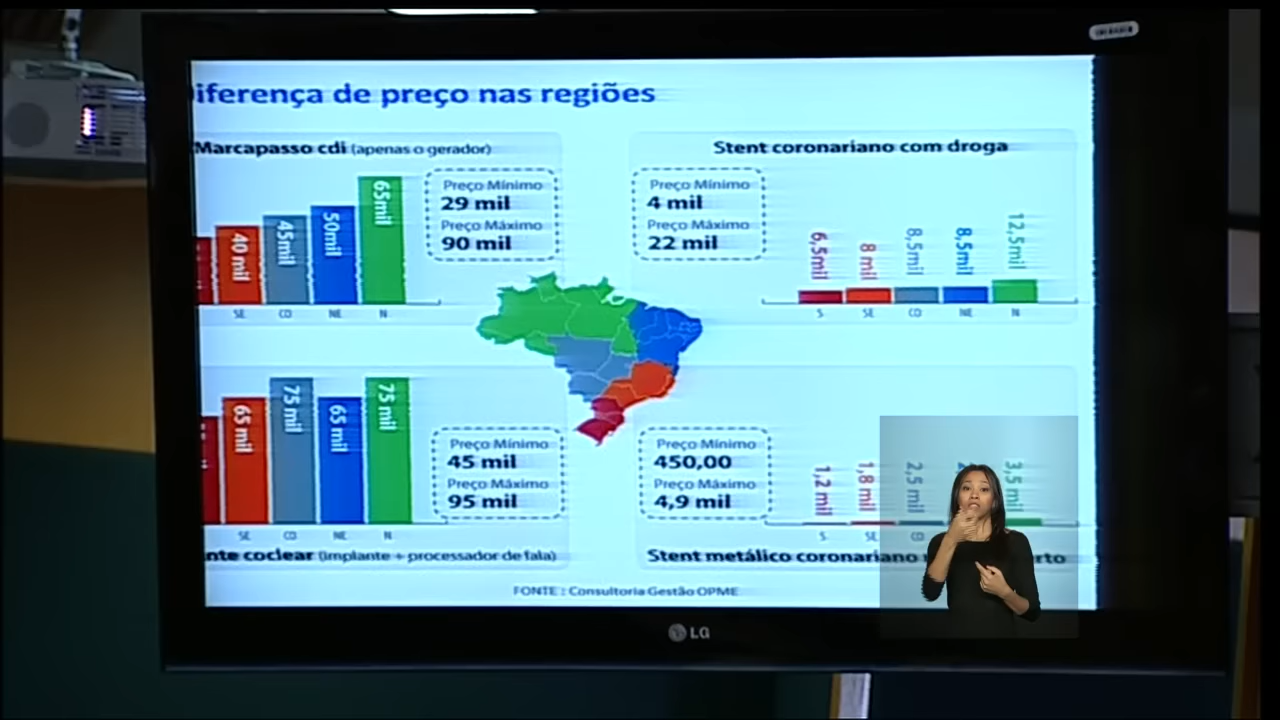 iferença de preço nas regiões
Marcapasso cdi (apenas o gerador)
40 mil
45mil
50mil
65mil
SE
CO
NE
N
Preço Mínimo
29 mil
Preço Máximo
90 mil
Stent coronariano com droga
Preço Mínimo
4 mil
Preço Máximo
22 mil
6,5mil
8 mil
8,5mil
8,5mil
12,5mil
S
SE
CO
NE
N
65 mil
75 mil
65 mil
75 mil
SE
CO
NE
N
Preço Mínimo
45 mil
Preço Máximo
95 mil
nte coclear (implante + processador de fala)
Preço Mínimo
450,00
Preço Máximo
4,9 mil
1,2 mil
1,8 mil
2,5 mil
3,5 mil
S
SE
CO
N
Stent metálico coronariano
FONTE : Consultoria Gestão OPME
LG